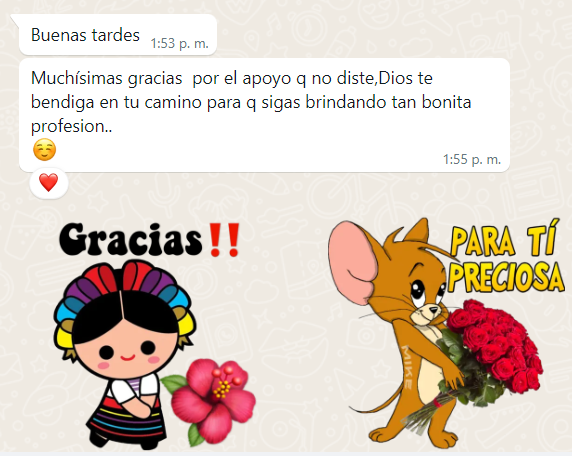 Buenas tardes 1:53 p. m.
Muchísimas gracias por el apoyo q no diste,Dios te
bendiga en tu camino para q sigas brindando tan bonita
profesion..
☺️
1:55 p. m.
❤️
Gracias!!
PARA TÍ
PRECIOSA
MIKE